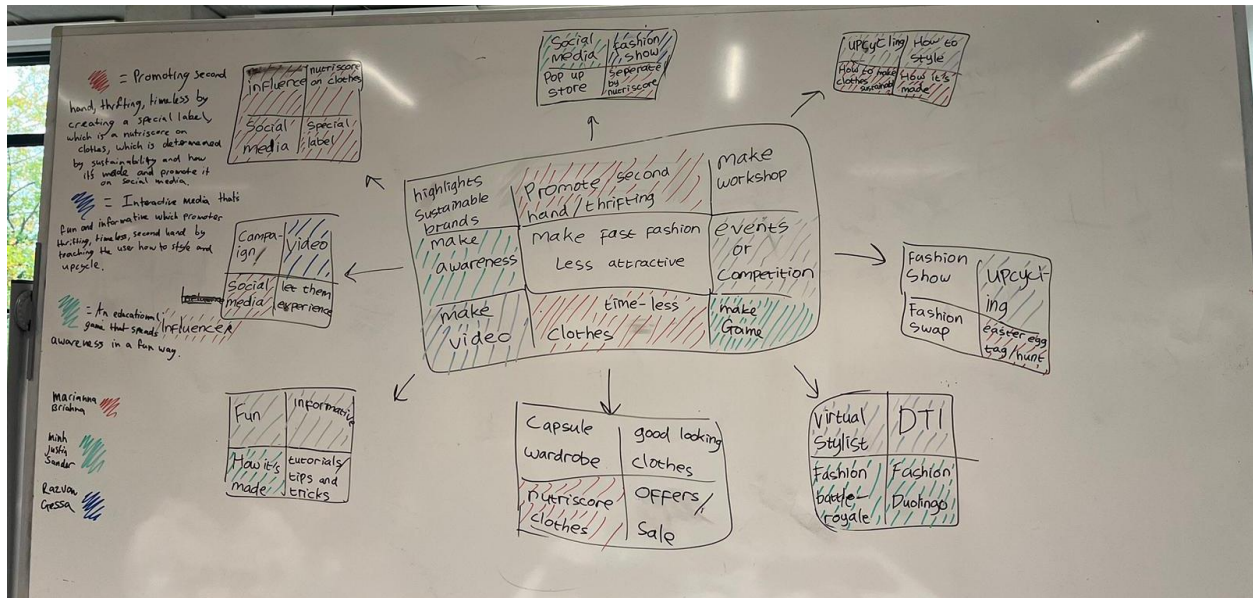 = Promoting second
hand, thrifting, timeless by
creating a special label,
which is a nutriscore on
clothes, which is determened
by sustainability and how
it's made and promote it
on social media.
= Interactive media that's
fun and informative which promotes
thrifting, timeless, second hand by
teaching the user how to style and
upcycle.
= An educational
game that spends
awareness in a fun way.
Marianna
Brishna
Minh
Justin
Sander
Razvan
Gessa
influence
nutriscore
on clothes
Social
media
Special
label
Social
media
fashion
show
Pop up
store
Seperate
by
nutriscore
UPCYCling
How to
style
How to make
clothes
sustainable
How it's
made
Campa-
ign
video
Social
media
let them
experience
Influencer
highlights
Sustainable
brands
Promote second
hand / thrifting
make
workshop
make
awareness
make fast fashion
Less attractive
events
or
Competition
make
video
time-less
clothes
make
Game
Fashion
Show
UPCYCl-
ing
Fashion
Swap
easter egg
tag/hunt
Fun
informative
How it's
made
tutorials
tips and
tricks
Capsule
wardrobe
good looking
clothes
nutriscore
clothes
OFFers/
Sale
Virtual
Stylist
DTI
Fashion
battle-
royale
Fashion
Duolingo